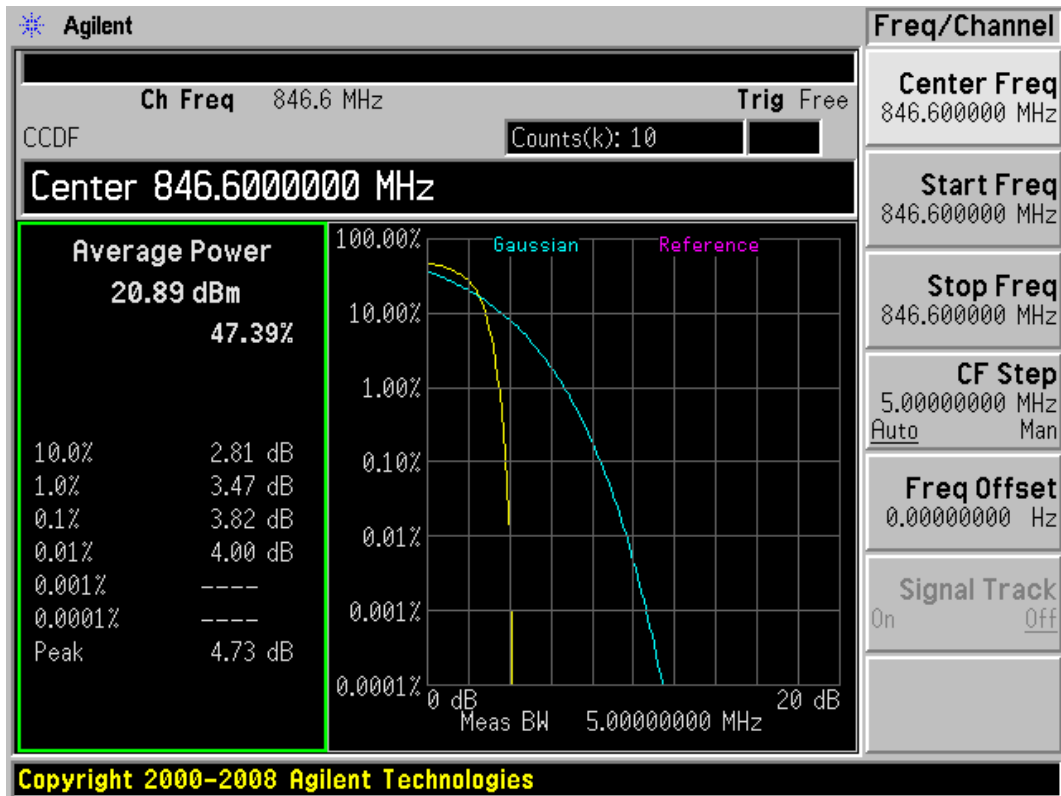 Agilent
Ch Freq 846.6 MHz Trig Free
CCDF Counts(k): 10
Center 846.6000000 MHz
Average Power
20.89 dBm
47.39%
10.0% 2.81 dB
1.0% 3.47 dB
0.1% 3.82 dB
0.01% 4.00 dB
0.001% ----
0.0001% ----
Peak 4.73 dB
Gaussian Reference
100.00%
10.00%
1.00%
0.10%
0.01%
0.001%
0.0001%
0 dB 20 dB
Meas BW 5.00000000 MHz
Freq/Channel
Center Freq
846.600000 MHz
Start Freq
846.600000 MHz
Stop Freq
846.600000 MHz
CF Step
5.00000000 MHz
Auto Man
Freq Offset
0.00000000 Hz
Signal Track
On Off
Copyright 2000-2008 Agilent Technologies